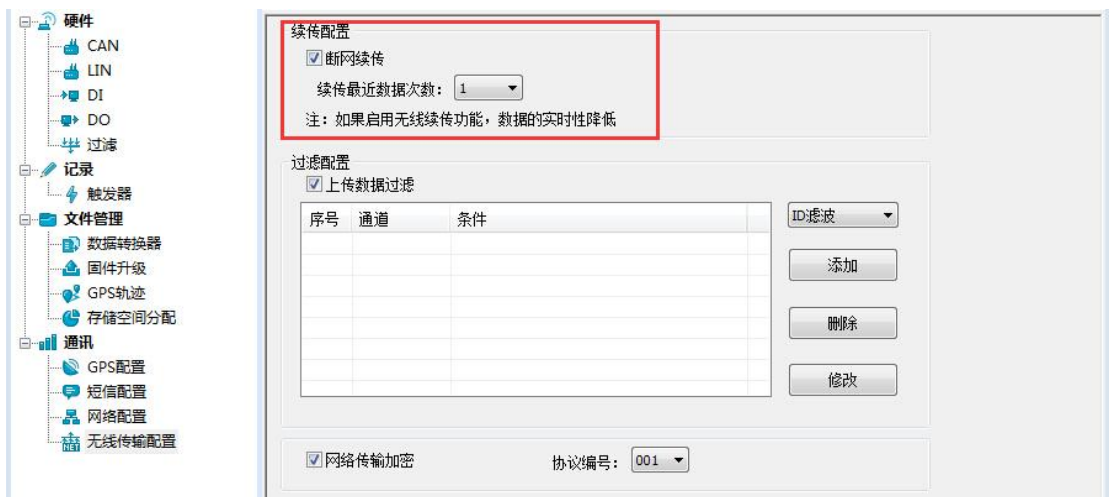 硬件
CAN
LIN
DI
DO
过滤
记录
触发器
文件管理
数据转换器
固件升级
GPS轨迹
存储空间分配
通讯
GPS配置
短信配置
网络配置
NET
无线传输配置
续传配置
断网续传
续传最近数据次数： 1
注：如果启用无线续传功能，数据的实时性降低
过滤配置
上传数据过滤
序号 通道 条件
ID滤波
添加
删除
修改
网络传输加密 协议编号： 001